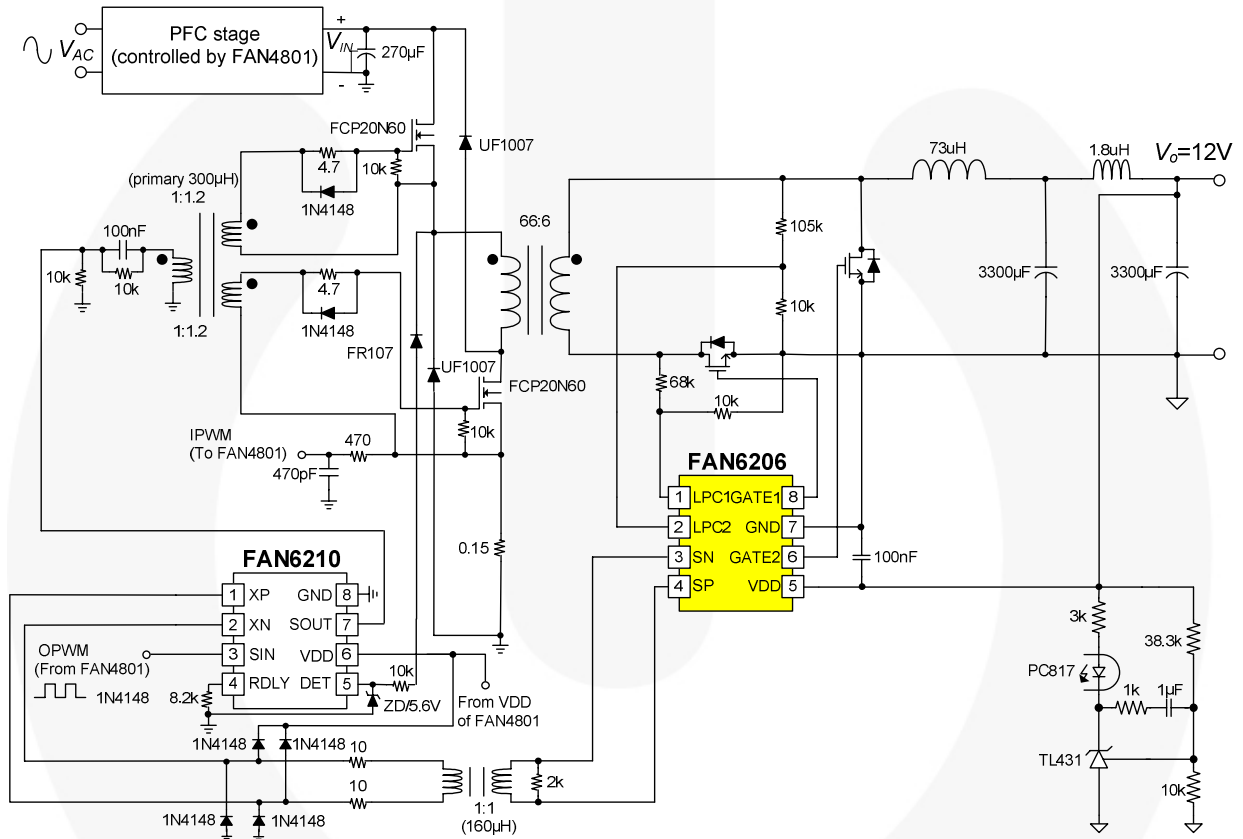 PFC stage
(controlled by FAN4801)
VAC
+
VIN
-
270µF
FCP20N60
UF1007
10k
4.7
1N4148
(primary 300µH)
1:1.2
100nF
10k
10k
4.7
1N4148
1:1.2
66:6
FR107
UF1007
FCP20N60
10k
IPWM
(To FAN4801)
470
470pF
0.15
73uH
1.8uH
Vo=12V
105k
10k
3300µF
3300µF
68k
10k
FAN6206
1 LPC1 GATE1 8
2 LPC2 GND 7
3 SN GATE2 6
4 SP VDD 5
100nF
FAN6210
1 XP GND 8
2 XN SOUT 7
3 SIN VDD 6
4 RDLY DET 5
OPWM
(From FAN4801)
1N4148
8.2k
10k
ZD/5.6V
From VDD
of FAN4801
1N4148
1N4148
10
10
1N4148
1N4148
1:1
(160µH)
2k
3k
38.3k
PC817
1k
1µF
TL431
10k